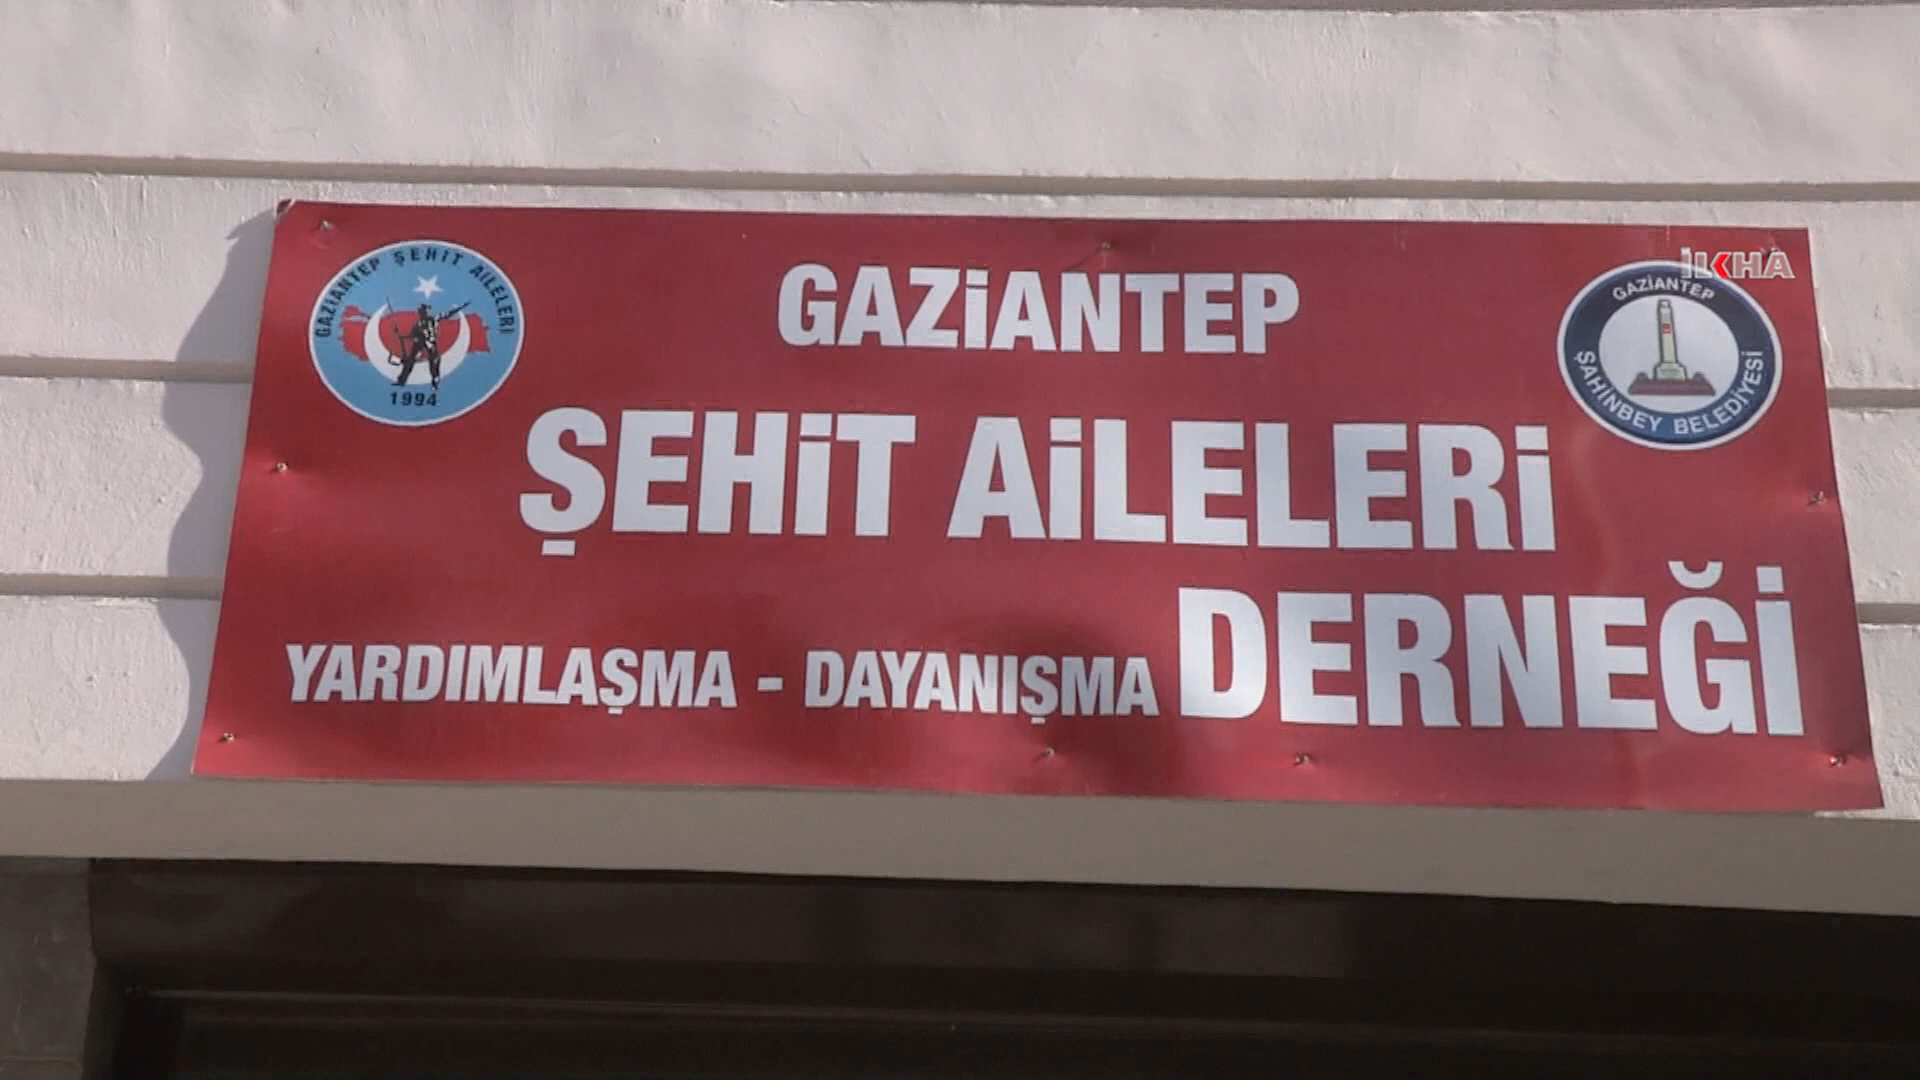 GAZİANTEP ŞEHİT AİLELERİ
1994
GAZİANTEP
ŞEHİT AİLELERİ
YARDIMLAŞMA - DAYANIŞMA DERNEĞİ
GAZİANTEP
ŞAHİNBEY BELEDİYESİ
İLKHA